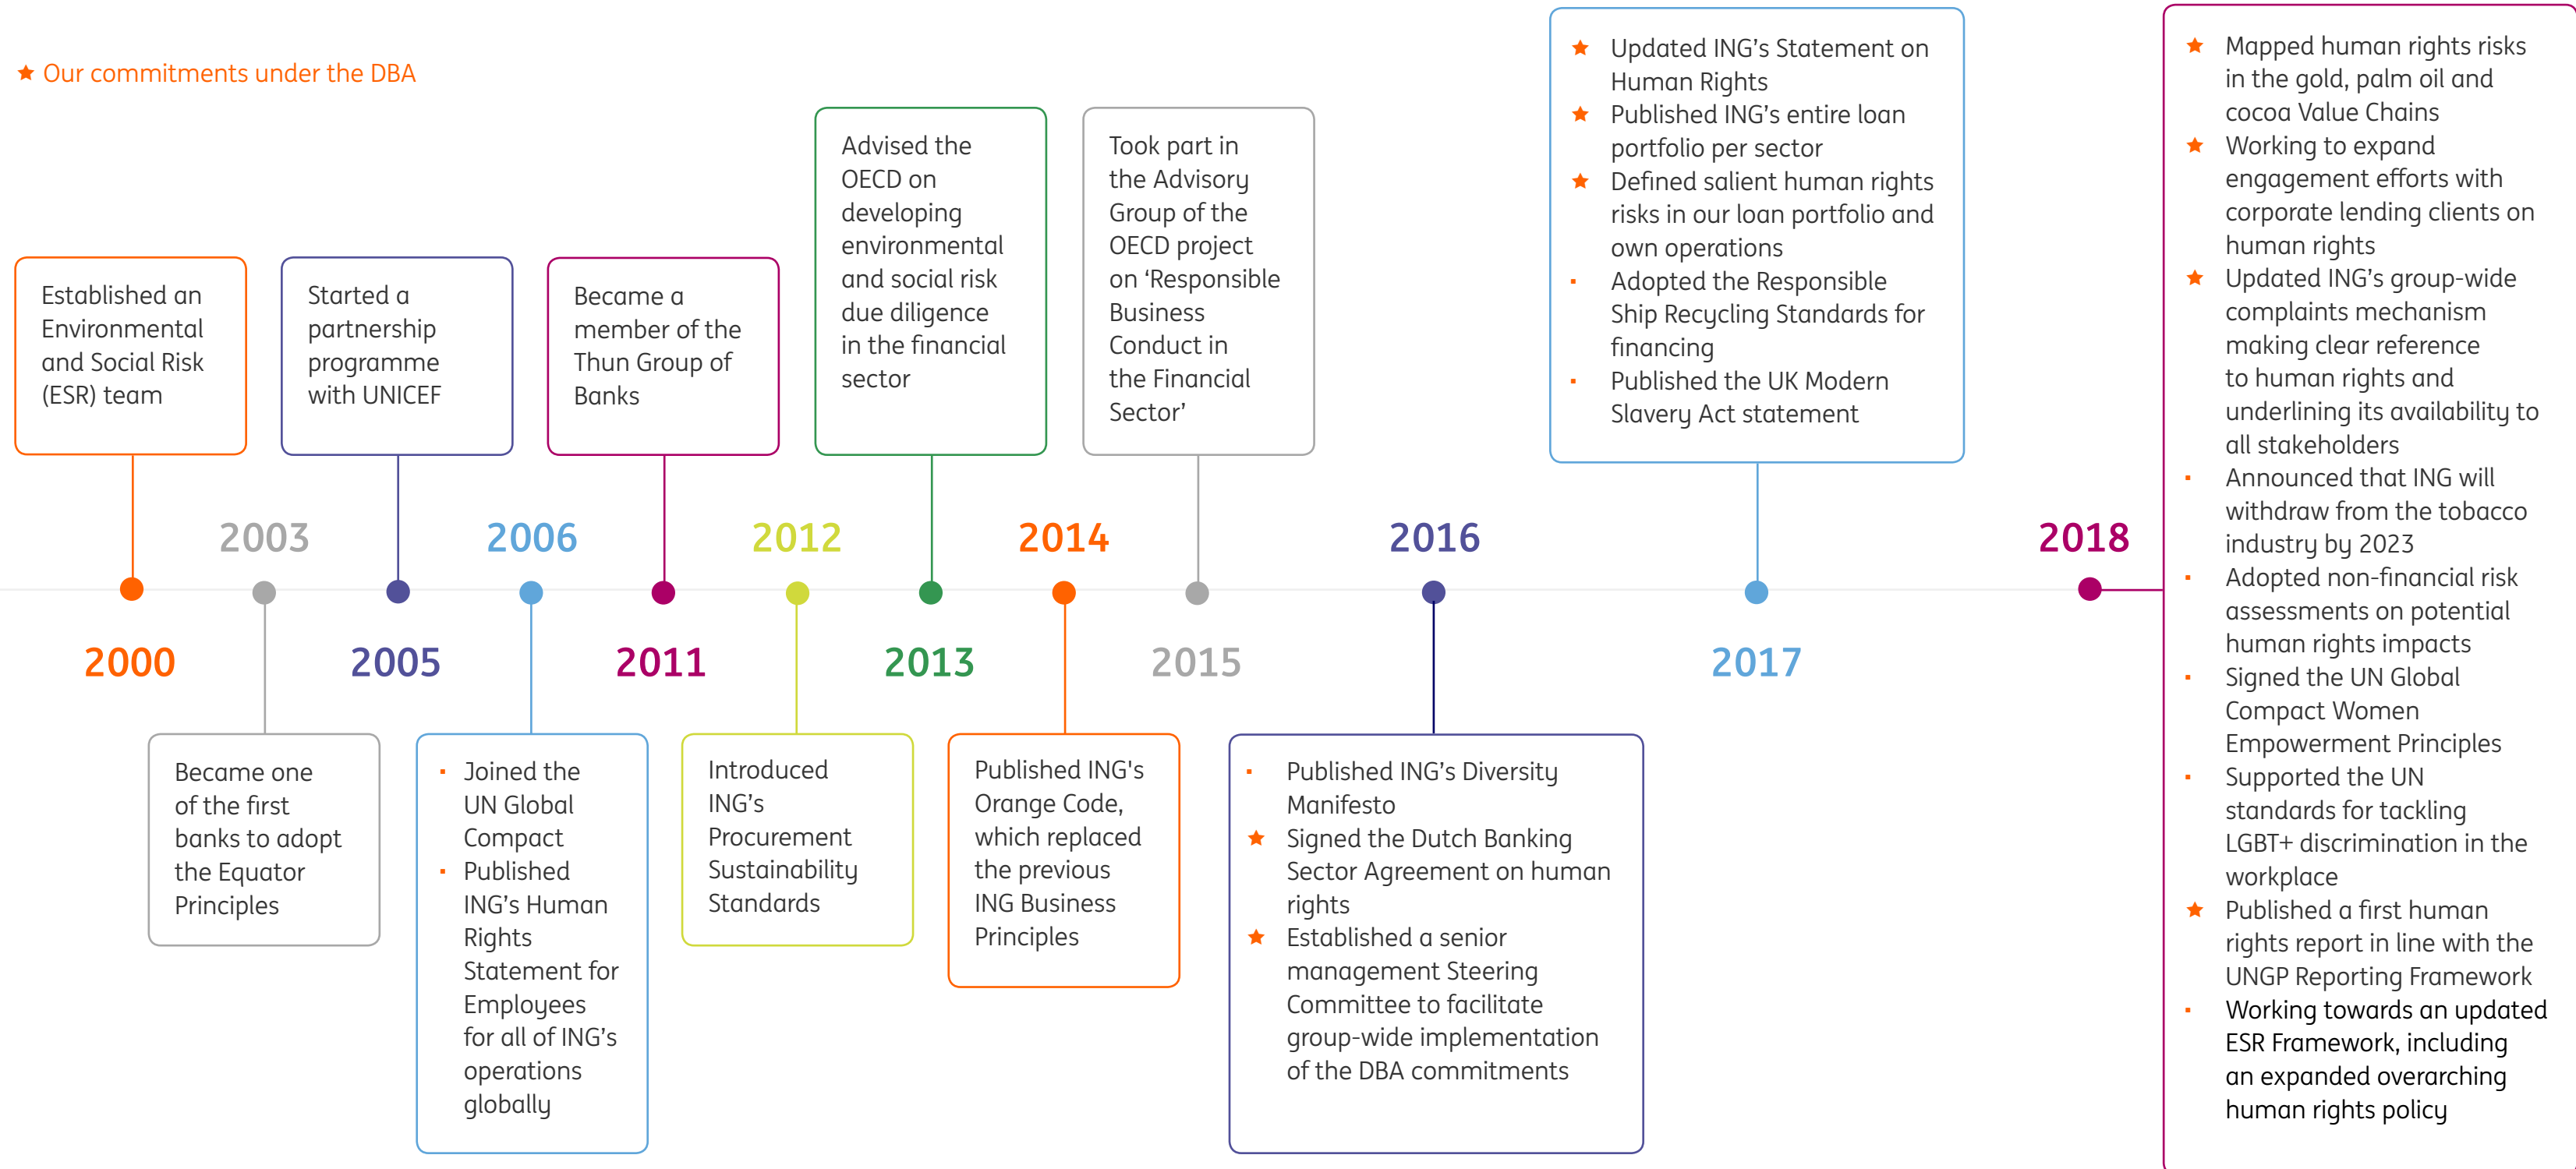 ★ Our commitments under the DBA
Established an
Environmental
and Social Risk
(ESR) team
2000
2003
Became one
of the first
banks to adopt
the Equator
Principles
Started a
partnership
programme
with UNICEF
2005
2006
▪ Joined the
UN Global
Compact
▪ Published
ING’s Human
Rights
Statement for
Employees
for all of ING’s
operations
globally
Became a
member of the
Thun Group of
Banks
2011
2012
Introduced
ING’s
Procurement
Sustainability
Standards
Advised the
OECD on
developing
environmental
and social risk
due diligence
in the financial
sector
2013
2014
Published ING's
Orange Code,
which replaced
the previous
ING Business
Principles
Took part in
the Advisory
Group of the
OECD project
on ‘Responsible
Business
Conduct in
the Financial
Sector’
2015
2016
▪ Published ING’s Diversity
Manifesto
★ Signed the Dutch Banking
Sector Agreement on human
rights
★ Established a senior
management Steering
Committee to facilitate
group-wide implementation
of the DBA commitments
★ Updated ING’s Statement on
Human Rights
★ Published ING’s entire loan
portfolio per sector
★ Defined salient human rights
risks in our loan portfolio and
own operations
▪ Adopted the Responsible
Ship Recycling Standards for
financing
▪ Published the UK Modern
Slavery Act statement
2017
2018
★ Mapped human rights risks
in the gold, palm oil and
cocoa Value Chains
★ Working to expand
engagement efforts with
corporate lending clients on
human rights
★ Updated ING’s group-wide
complaints mechanism
making clear reference
to human rights and
underlining its availability to
all stakeholders
▪ Announced that ING will
withdraw from the tobacco
industry by 2023
▪ Adopted non-financial risk
assessments on potential
human rights impacts
▪ Signed the UN Global
Compact Women
Empowerment Principles
▪ Supported the UN
standards for tackling
LGBT+ discrimination in the
workplace
★ Published a first human
rights report in line with the
UNGP Reporting Framework
▪ Working towards an updated
ESR Framework, including
an expanded overarching
human rights policy